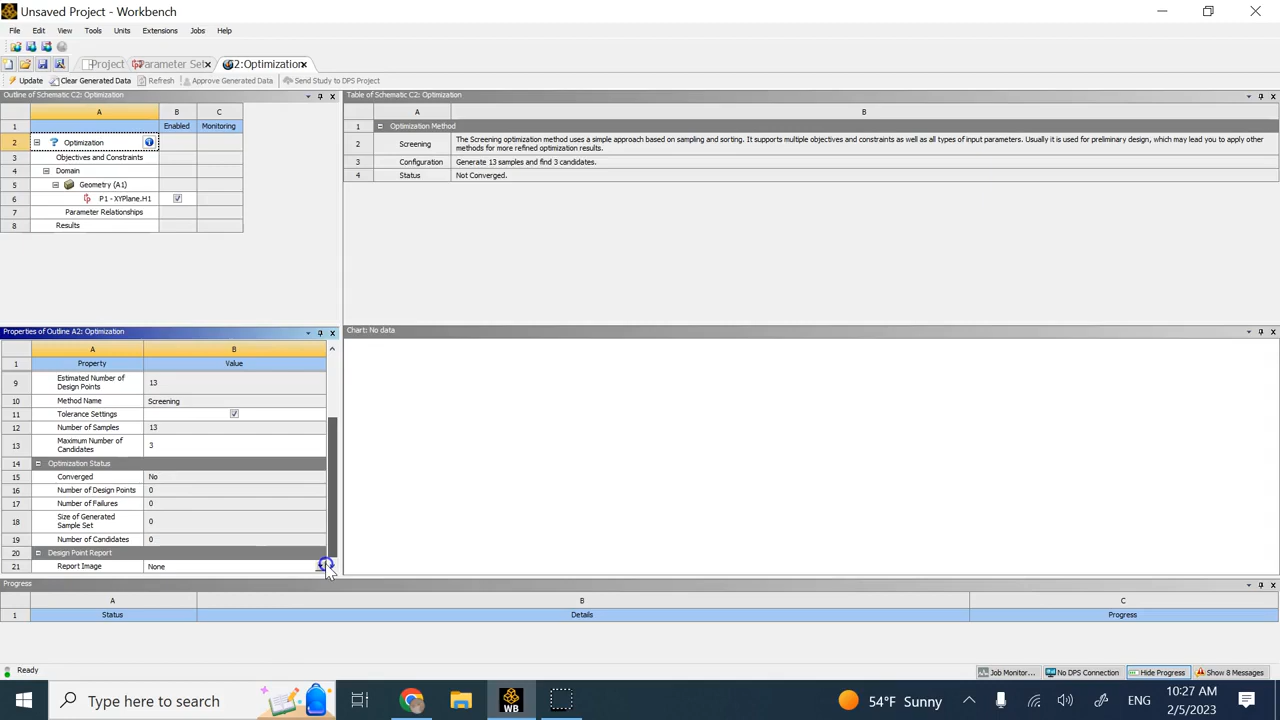 Unsaved Project - Workbench
File Edit View Tools Units Extensions Jobs Help
Project Parameter Set C2:Optimization
Update Clear Generated Data Refresh Approve Generated Data Send Study to DPS Project
Outline of Schematic C2: Optimization
A B C
1 Enabled Monitoring
2 Optimization
3 Objectives and Constraints
4 Domain
5 Geometry (A1)
6 P1 - XYPlane.H1
7 Parameter Relationships
8 Results
Table of Schematic C2: Optimization
A B
1 Optimization Method
2 Screening The Screening optimization method uses a simple approach based on sampling and sorting. It supports multiple objectives and constraints as well as all types of input parameters. Usually it is used for preliminary design, which may lead you to apply other
methods for more refined optimization results.
3 Configuration Generate 13 samples and find 3 candidates.
4 Status Not Converged.
Properties of Outline A2: Optimization
A B
1 Property Value
9 Estimated Number of
Design Points 13
10 Method Name Screening
11 Tolerance Settings
12 Number of Samples 13
13 Maximum Number of
Candidates 3
14 Optimization Status
15 Converged No
16 Number of Design Points 0
17 Number of Failures 0
18 Size of Generated
Sample Set 0
19 Number of Candidates 0
20 Design Point Report
21 Report Image None
Chart: No data
Progress
A B C
1 Status Details Progress
Ready
Job Monitor... No DPS Connection Hide Progress Show 8 Messages
Type here to search
WB
54°F Sunny
ENG
10:27 AM
2/5/2023